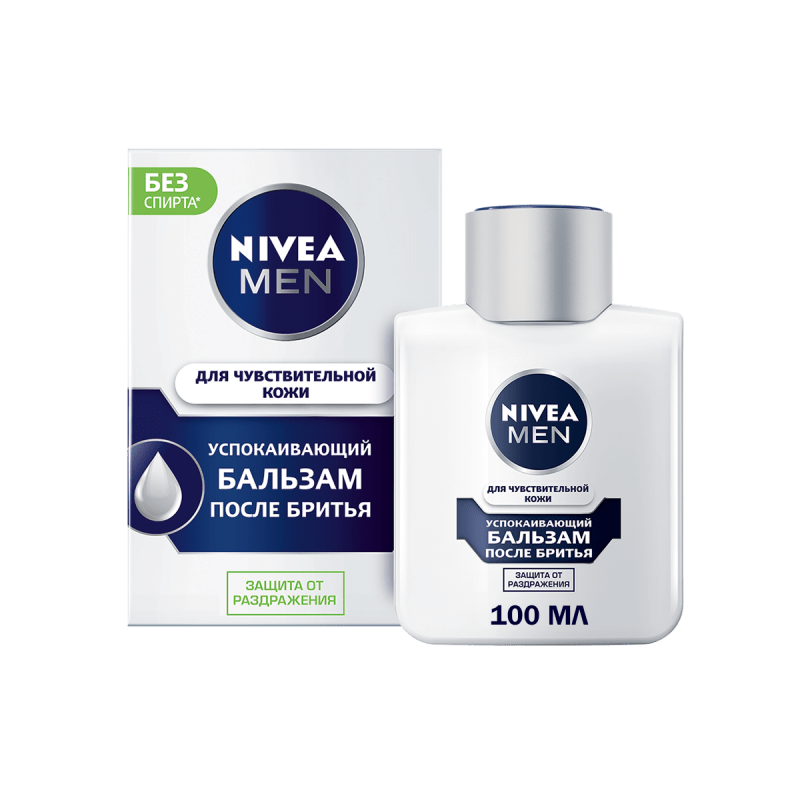 БЕЗ
СПИРТА*
NIVEA
MEN
ДЛЯ ЧУВСТВИТЕЛЬНОЙ
КОЖИ
УСПОКАИВАЮЩИЙ
БАЛЬЗАМ
ПОСЛЕ БРИТЬЯ
ЗАЩИТА ОТ
РАЗДРАЖЕНИЯ
NIVEA
MEN
ДЛЯ ЧУВСТВИТЕЛЬНОЙ
КОЖИ
УСПОКАИВАЮЩИЙ
БАЛЬЗАМ
ПОСЛЕ БРИТЬЯ
ЗАЩИТА ОТ
РАЗДРАЖЕНИЯ
100 МЛ